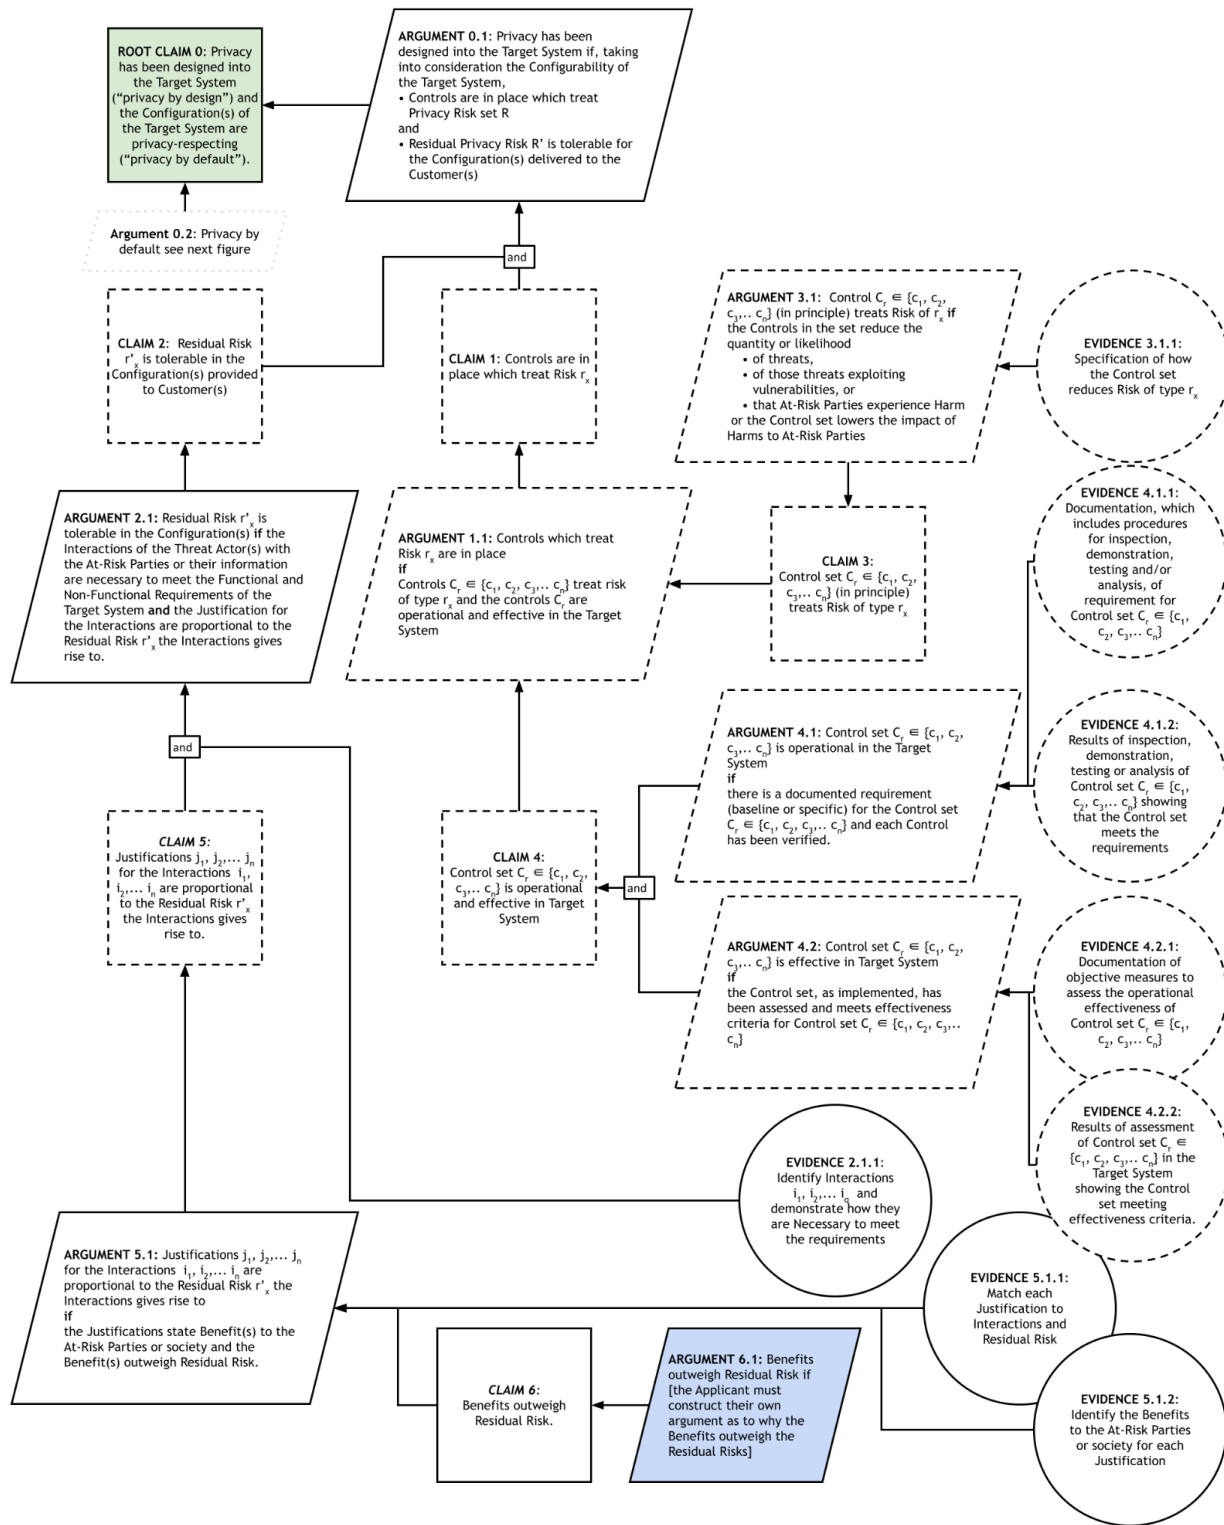 ROOT CLAIM 0: Privacy
has been designed into
the Target System
(“privacy by design”) and
the Configuration(s) of
the Target System are
privacy-respecting
(“privacy by default”).
ARGUMENT 0.1: Privacy has been
designed into the Target System if, taking
into consideration the Configurability of
the Target System,
• Controls are in place which treat
Privacy Risk set R
and
• Residual Privacy Risk R’ is tolerable for
the Configuration(s) delivered to the
Customer(s)
Argument 0.2: Privacy by
default see next figure
and
CLAIM 2: Residual Risk
r’x is tolerable in the
Configuration(s) provided
to Customer(s)
CLAIM 1: Controls are in
place which treat Risk rx
ARGUMENT 3.1: Control Cr ∈ {c1, c2,
c3,.. cn} (in principle) treats Risk of rx if
the Controls in the set reduce the
quantity or likelihood
• of threats,
• of those threats exploiting
vulnerabilities, or
• that At-Risk Parties experience Harm
or the Control set lowers the impact of
Harms to At-Risk Parties
EVIDENCE 3.1.1:
Specification of how
the Control set
reduces Risk of type rx
ARGUMENT 2.1: Residual Risk r’x is
tolerable in the Configuration(s) if the
Interactions of the Threat Actor(s) with
the At-Risk Parties or their information
are necessary to meet the Functional and
Non-Functional Requirements of the
Target System and the Justification for
the Interactions are proportional to the
Residual Risk r’x the Interactions gives
rise to.
ARGUMENT 1.1: Controls which treat
Risk rx are in place
if
Controls Cr ∈ {c1, c2, c3,.. cn} treat risk
of type rx and the controls Cr are
operational and effective in the Target
System
CLAIM 3:
Control set Cr ∈ {c1, c2,
c3,.. cn} (in principle)
treats Risk of type rx
EVIDENCE 4.1.1:
Documentation, which
includes procedures
for inspection,
demonstration,
testing and/or
analysis, of
requirement for
Control set Cr ∈ {c1,
c2, c3,.. cn}
and
ARGUMENT 4.1: Control set Cr ∈ {c1, c2,
c3,.. cn} is operational in the Target
System
if
there is a documented requirement
(baseline or specific) for the Control set
Cr ∈ {c1, c2, c3,.. cn} and each Control
has been verified.
EVIDENCE 4.1.2:
Results of inspection,
demonstration,
testing or analysis of
Control set Cr ∈ {c1,
c2, c3,.. cn} showing
that the Control set
meets the
requirements
CLAIM 5:
Justifications j1, j2,... jn
for the Interactions i1,
i2,... in are proportional
to the Residual Risk r’x
the Interactions gives
rise to.
CLAIM 4:
Control set Cr ∈ {c1, c2,
c3,.. cn} is operational
and effective in Target
System
and
ARGUMENT 4.2: Control set Cr ∈ {c1, c2,
c3,.. cn} is effective in Target System
if
the Control set, as implemented, has
been assessed and meets effectiveness
criteria for Control set Cr ∈ {c1, c2, c3,..
cn}
EVIDENCE 4.2.1:
Documentation of
objective measures to
assess the operational
effectiveness of
Control set Cr ∈ {c1,
c2, c3,.. cn}
EVIDENCE 4.2.2:
Results of assessment
of Control set Cr ∈
{c1, c2, c3,.. cn} in the
Target System
showing the Control
set meeting
effectiveness criteria.
EVIDENCE 2.1.1:
Identify Interactions
i1, i2,... iq and
demonstrate how they
are Necessary to meet
the requirements
ARGUMENT 5.1: Justifications j1, j2,... jn
for the Interactions i1, i2,... in are
proportional to the Residual Risk r’x the
Interactions gives rise to
if
the Justifications state Benefit(s) to the
At-Risk Parties or society and the
Benefit(s) outweigh Residual Risk.
EVIDENCE 5.1.1:
Match each
Justification to
Interactions and
Residual Risk
CLAIM 6:
Benefits outweigh
Residual Risk.
ARGUMENT 6.1: Benefits
outweigh Residual Risk if
[the Applicant must
construct their own
argument as to why the
Benefits outweigh the
Residual Risks]
EVIDENCE 5.1.2:
Identify the Benefits
to the At-Risk Parties
or society for each
Justification